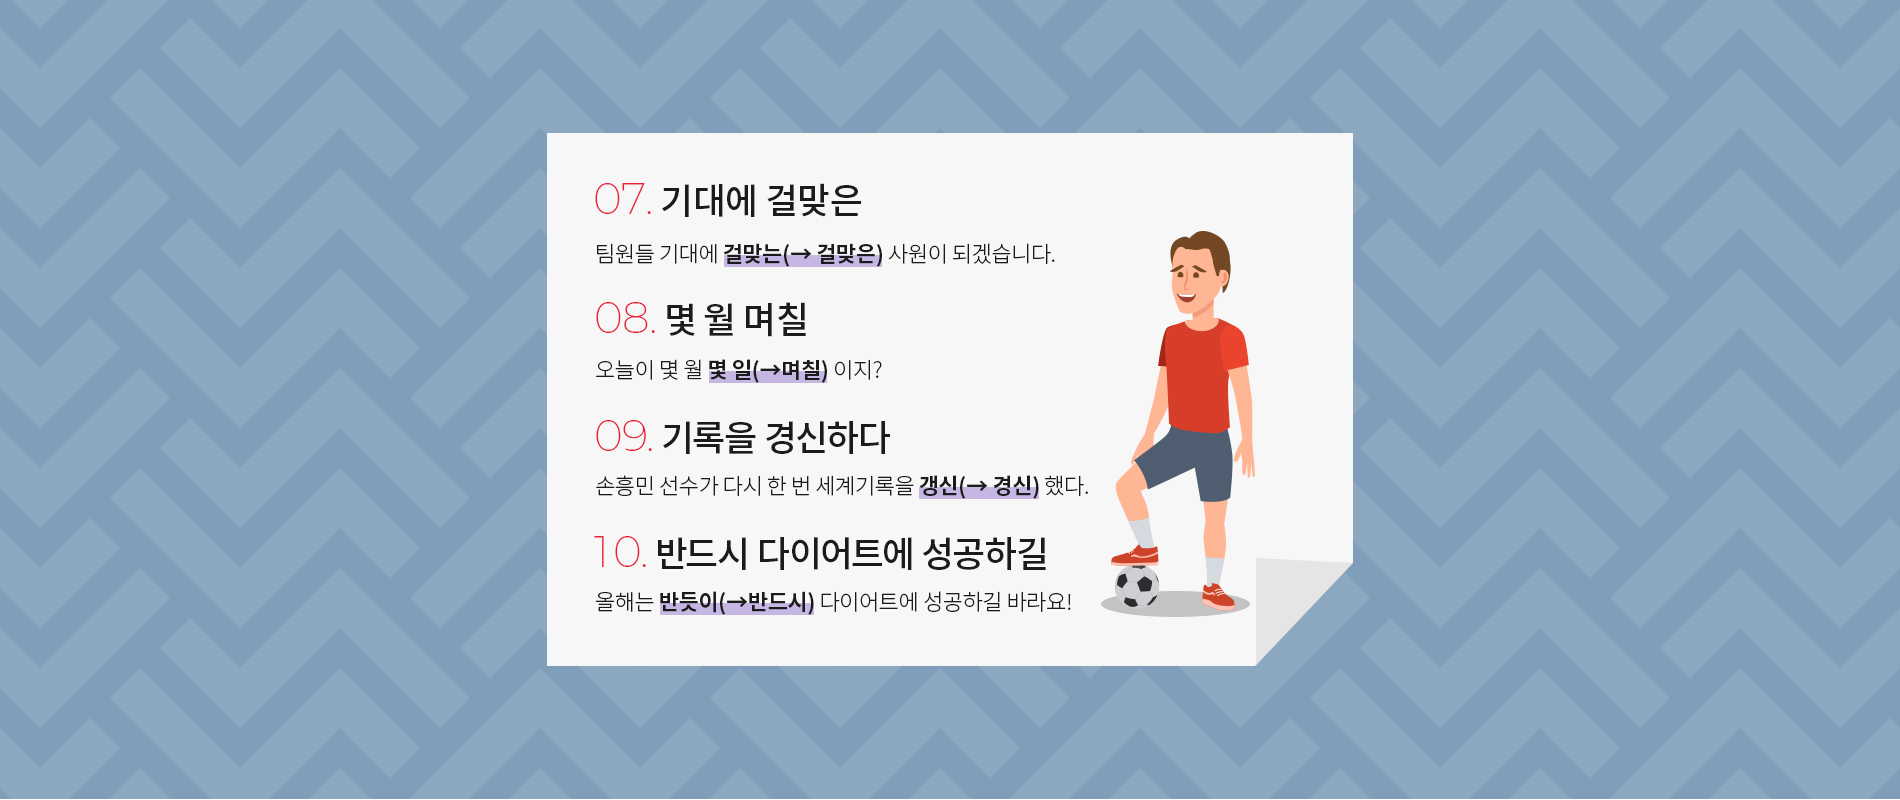 07. 기대에 걸맞은
팀원들 기대에 걸맞는(→ 걸맞은) 사원이 되겠습니다.
08. 몇 월 며칠
오늘이 몇 월 몇 일(→며칠) 이지?
09. 기록을 경신하다
손흥민 선수가 다시 한 번 세계기록을 갱신(→ 경신) 했다.
10. 반드시 다이어트에 성공하길
올해는 반듯이(→반드시) 다이어트에 성공하길 바라요!